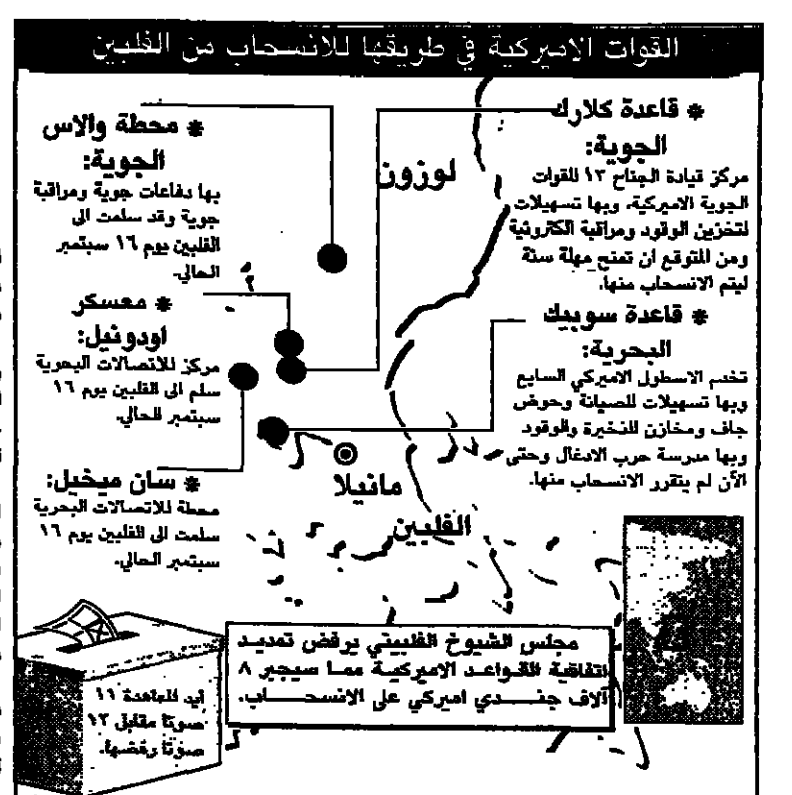 القوات الاميركية في طريقها للانسحاب من الفلبين
* قاعدة كلارك
الجوية:
مركز قيادة الجناح ١٣ للقوات
الجوية الاميركية، وبها تسهيلات
لتخزين الوقود ومراقبة الكترونية
ومن المتوقع ان تمنح مهلة سنة
ليتم الانسحاب منها.
* قاعدة سوبيك
البحرية:
تخدم الاسطول الاميركي السابع
وبها تسهيلات للصيانة وحوض
جاف ومخازن للذخيرة والوقود
وبها مدرسة حرب الادغال وحتى
الأن لم يتقرر الانسحاب منها.
لوزون
مانيلا
الفلبين
* محطة والاس
الجوية:
بها دفاعات جوية ومراقبة
جوية وقد سلمت الى
الفلبين يوم ١٦ سبتمبر
الحالي.
* معسكر
اودونيل:
مركز للاتصالات البحرية
سلم الى الفلبين يوم ١٦
سبتمبر الحالي.
* سان ميخيل:
محطة للاتصالات البحرية
سلمت الى الفلبين يوم ١٦
سبتمبر الحالي.
مجلس الشيوخ الفلبيني يرفض تمديد
اتفاقية القواعد الاميركية مما سيجبر ٨
آلاف جندي اميركي على الانسحاب.
أيد المعاهدة ١١
صوتا مقابل ١٢
صوتا رفضها.